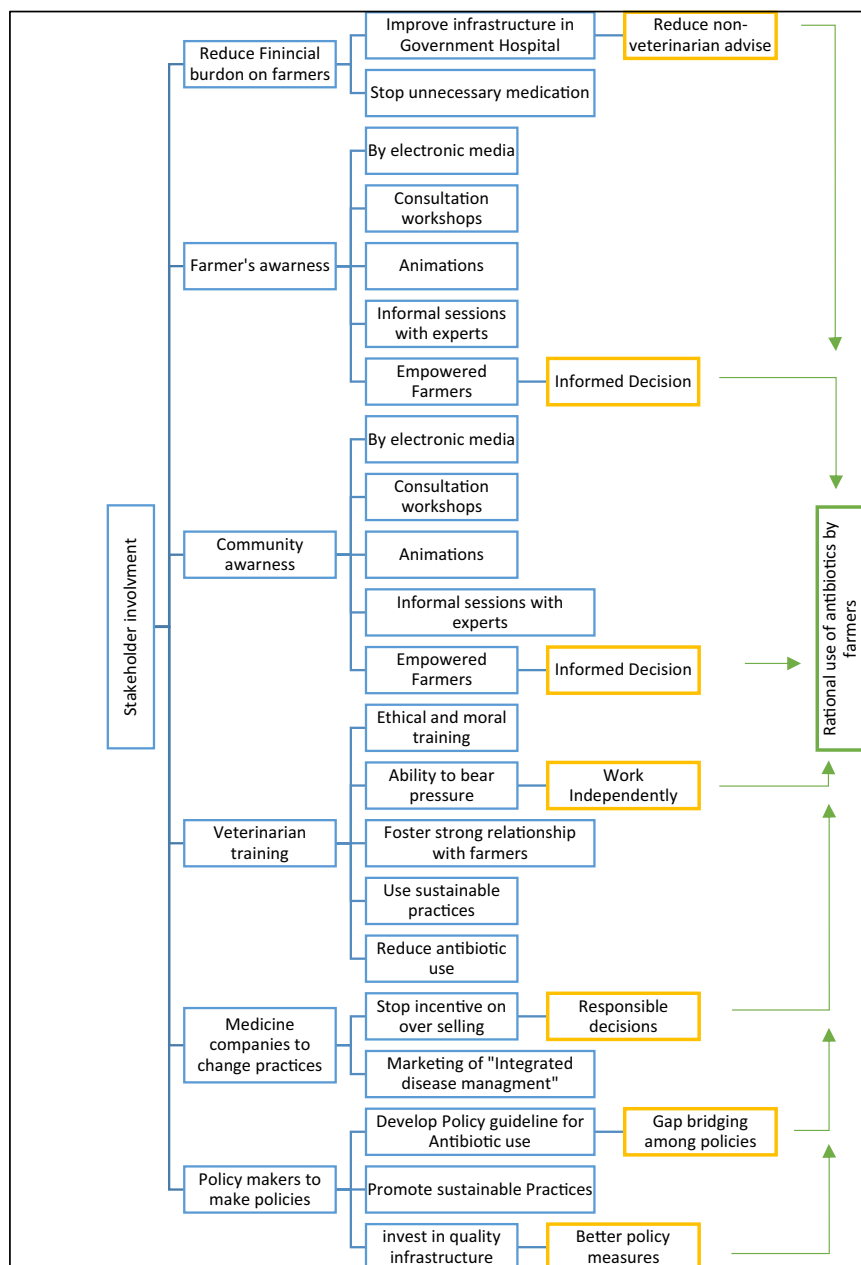 Stakeholder involvment
Reduce Finincial
burdon on farmers
Improve infrastructure in
Government Hospital
Reduce non-
veterinarian advise
Stop unnecessary medication
Farmer's awarness
By electronic media
Consultation
workshops
Animations
Informal sessions
with experts
Empowered
Farmers
Informed Decision
Community
awarness
By electronic media
Consultation
workshops
Animations
Informal sessions with
experts
Empowered
Farmers
Informed Decision
Veterinarian
training
Ethical and moral
training
Ability to bear
pressure
Work
Independently
Foster strong relationship
with farmers
Use sustainable
practices
Reduce antibiotic
use
Medicine
companies to
change practices
Stop incentive on
over selling
Responsible
decisions
Marketing of "Integrated
disease managment"
Policy makers to
make policies
Develop Policy guideline for
Antibiotic use
Gap bridging
among policies
Promote sustainable Practices
invest in quality
infrastructure
Better policy
measures
Rational use of antibiotics by
farmers